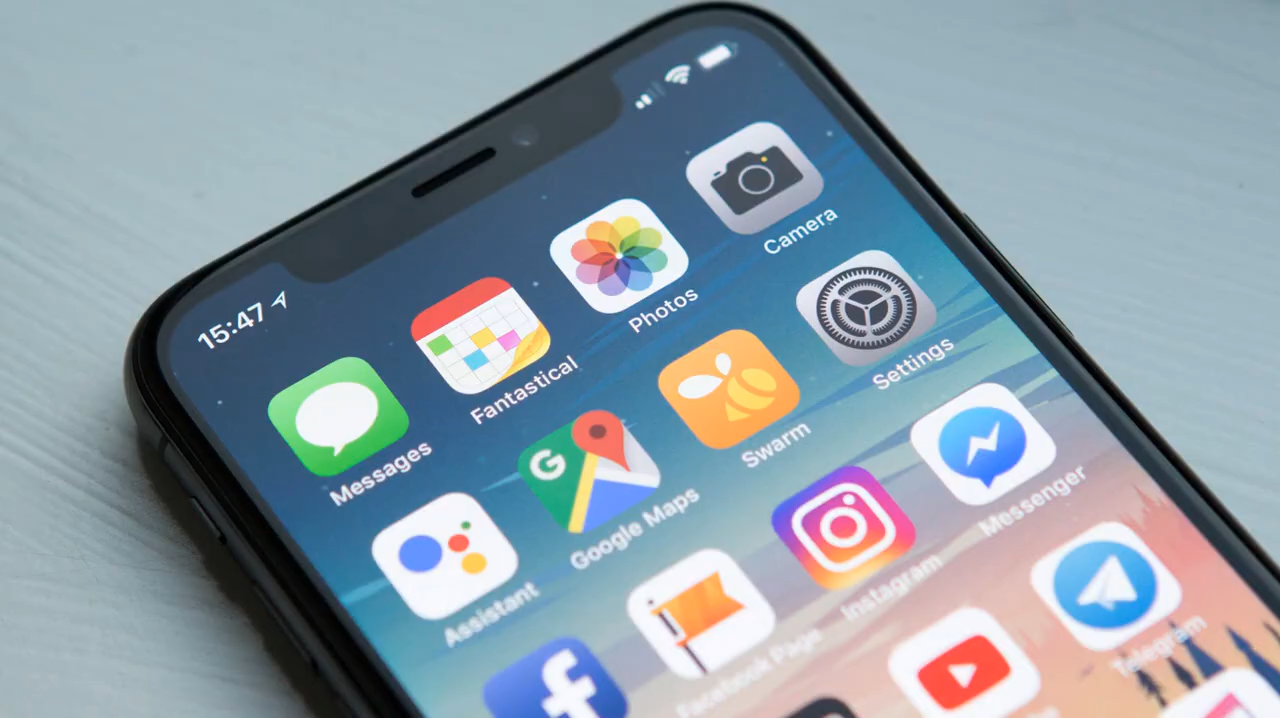 15:47
Messages
Fantastical
Photos
Camera
Assistant
Google Maps
Swarm
Settings
Facebook Page
Instagram
Messenger
Telegram